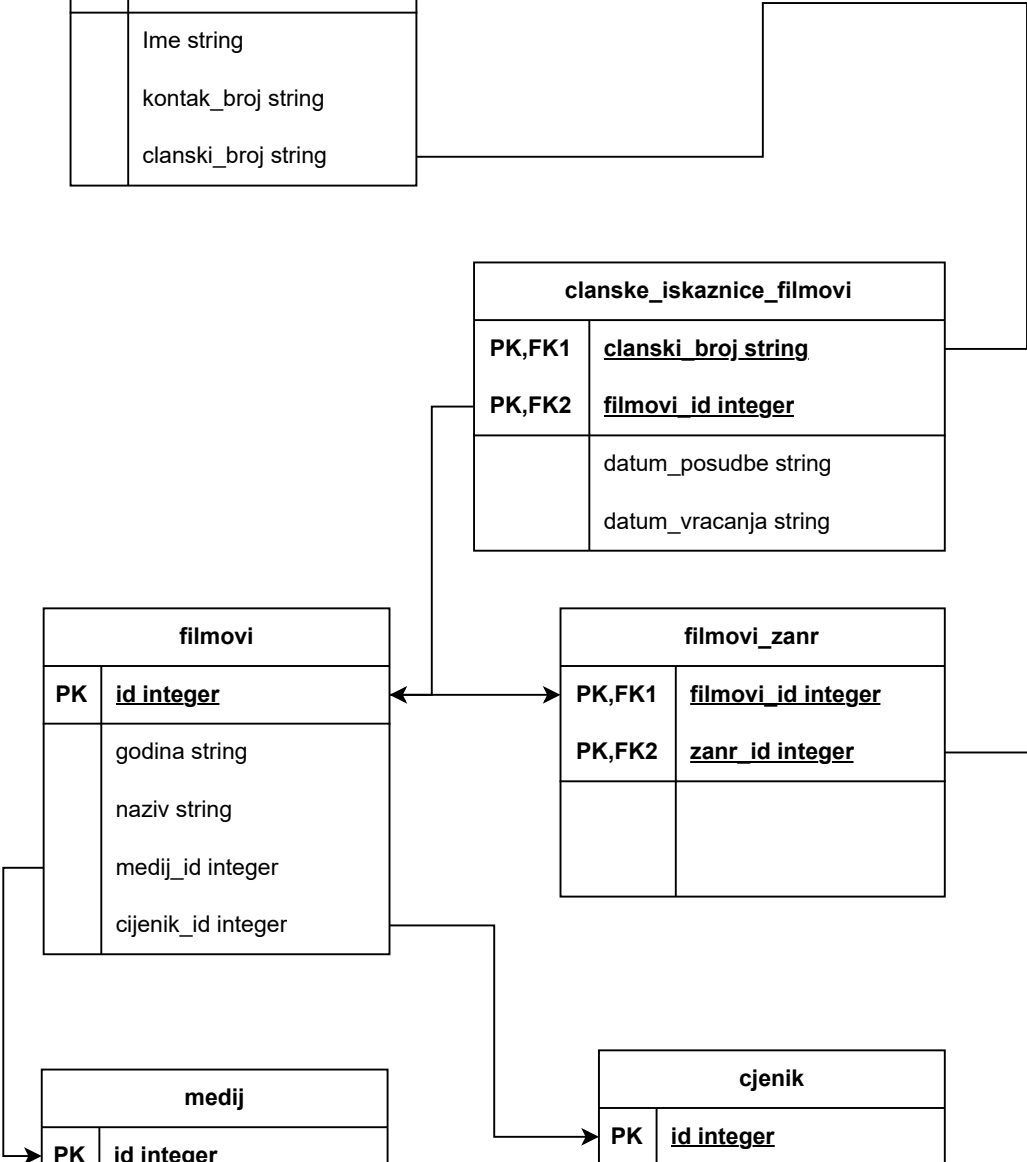 Ime string
kontak_broj string
clanski_broj string
clanske_iskaznice_filmovi
PK,FK1 clanski_broj string
PK,FK2 filmovi_id integer
datum_posudbe string
datum_vracanja string
filmovi
PK id integer
godina string
naziv string
medij_id integer
cijenik_id integer
filmovi_zanr
PK,FK1 filmovi_id integer
PK,FK2 zanr_id integer
medij
PK id integer
cjenik
PK id integer